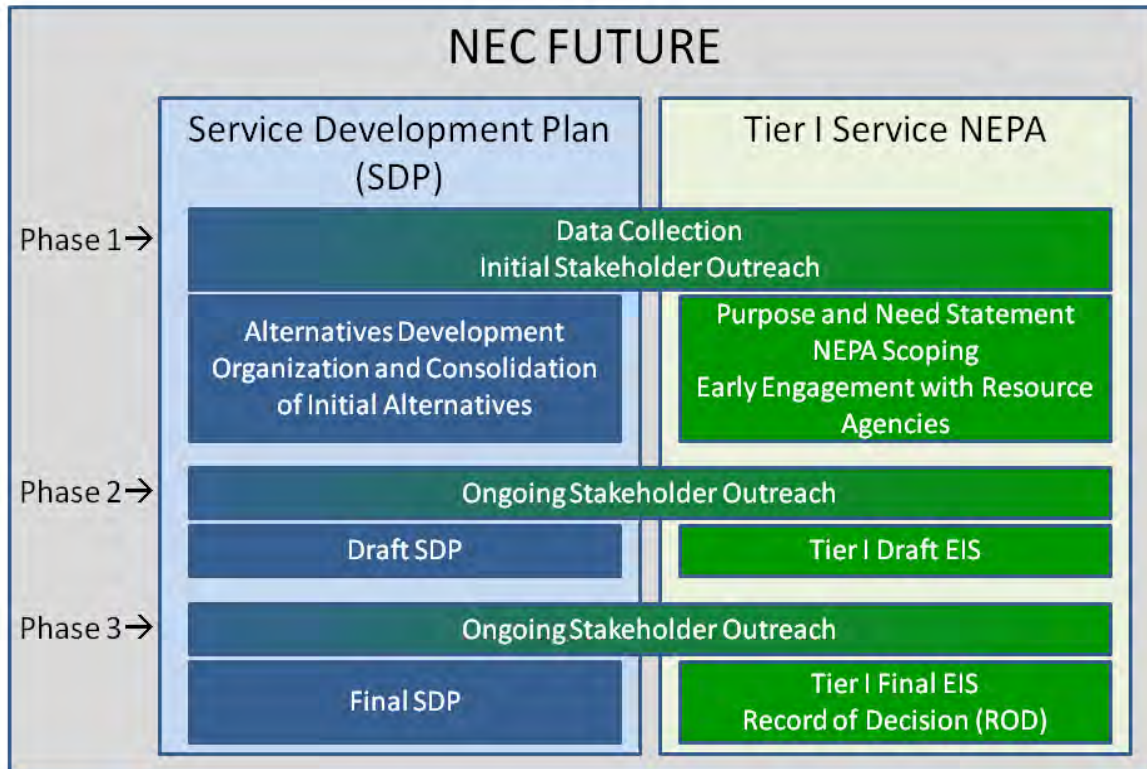 NEC FUTURE
Service Development Plan
(SDP)
Tier I Service NEPA
Phase 1→
Data Collection
Initial Stakeholder Outreach
Alternatives Development
Organization and Consolidation
of Initial Alternatives
Purpose and Need Statement
NEPA Scoping
Early Engagement with Resource
Agencies
Phase 2→
Ongoing Stakeholder Outreach
Draft SDP
Tier I Draft EIS
Phase 3→
Ongoing Stakeholder Outreach
Final SDP
Tier I Final EIS
Record of Decision (ROD)